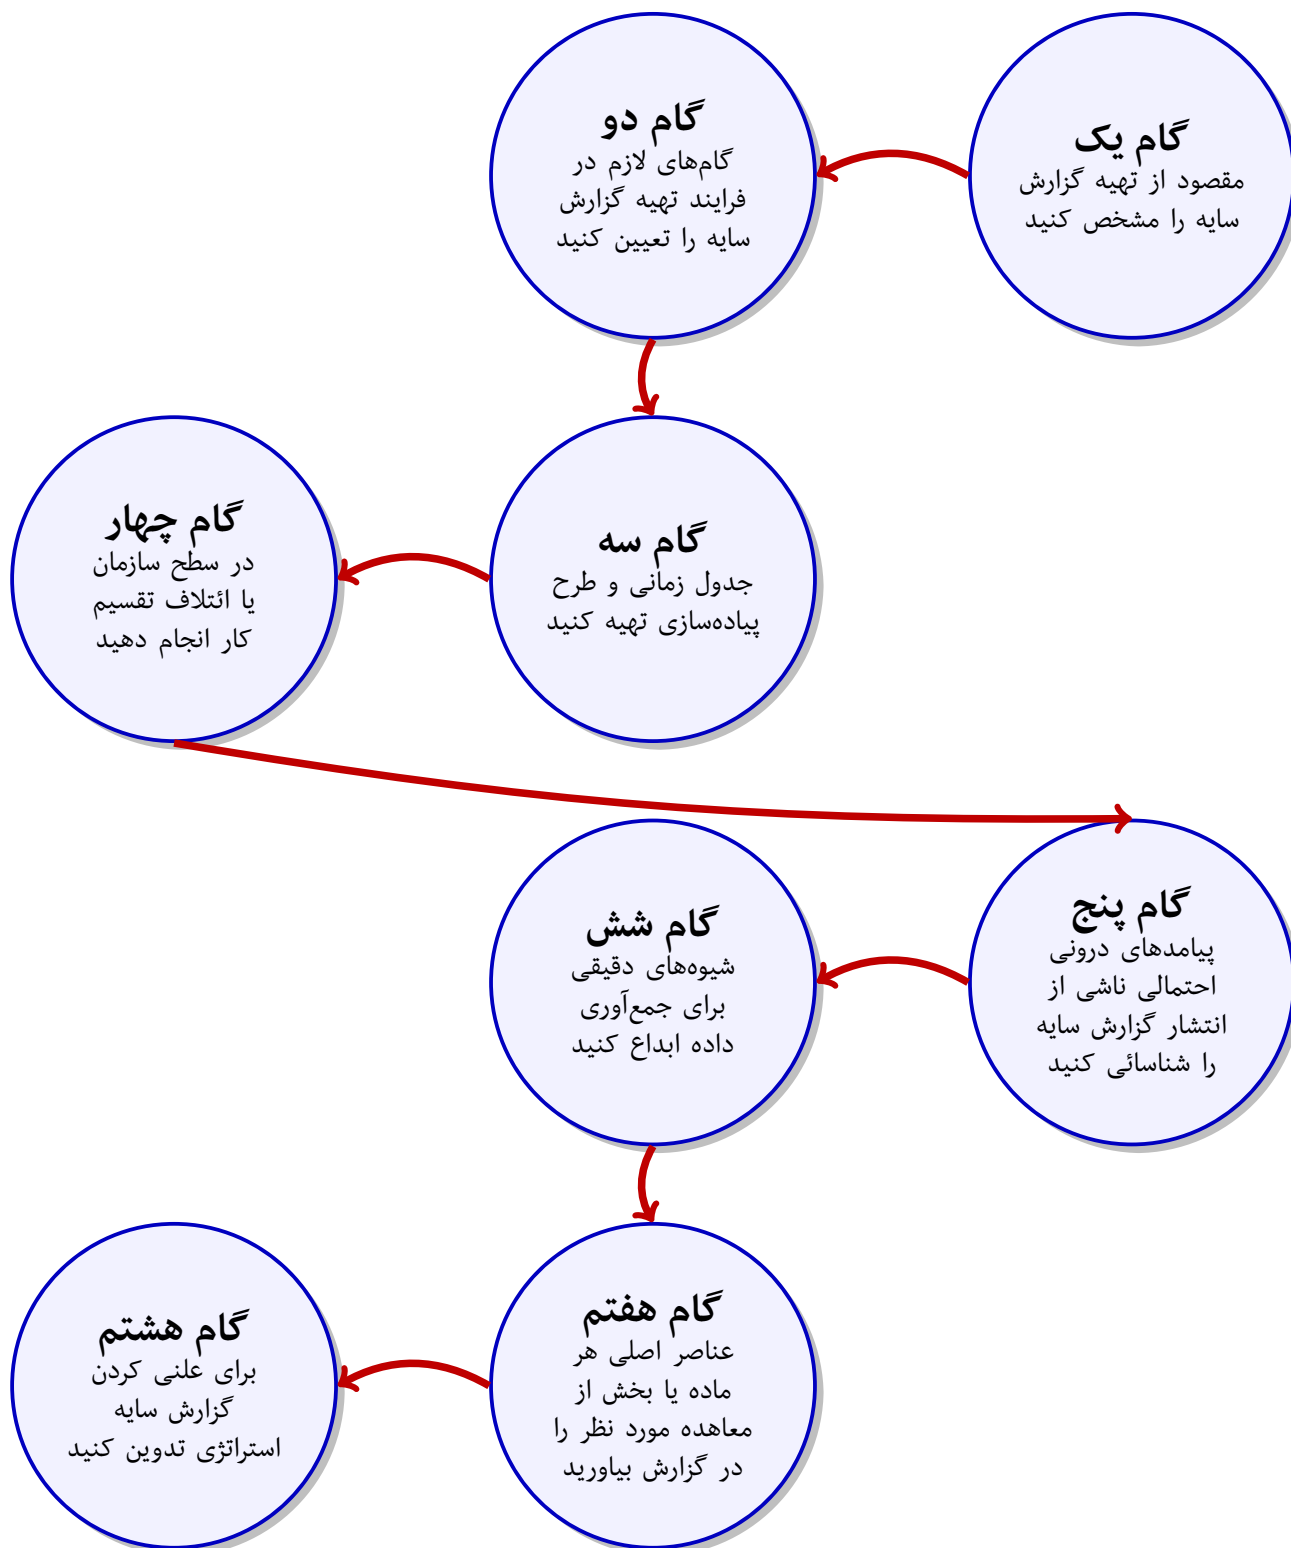 گام یک
مقصود از تهیه گزارش
سایه را مشخص کنید
گام دو
گام‌های لازم در
فرایند تهیه گزارش
سایه را تعیین کنید
گام سه
جدول زمانی و طرح
پیاده‌سازی تهیه کنید
گام چهار
در سطح سازمان
یا ائتلاف تقسیم
کار انجام دهید
گام پنج
پیامدهای درونی
احتمالی ناشی از
انتشار گزارش سایه
را شناسائی کنید
گام شش
شیوه‌های دقیقی
برای جمع‌آوری
داده ابداع کنید
گام هفتم
عناصر اصلی هر
ماده یا بخش از
معاهده مورد نظر را
در گزارش بیاورید
گام هشتم
برای علنی کردن
گزارش سایه
استراتژی تدوین کنید